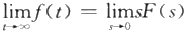 lim f(t) = lim sF(s)
t→∞ s→0